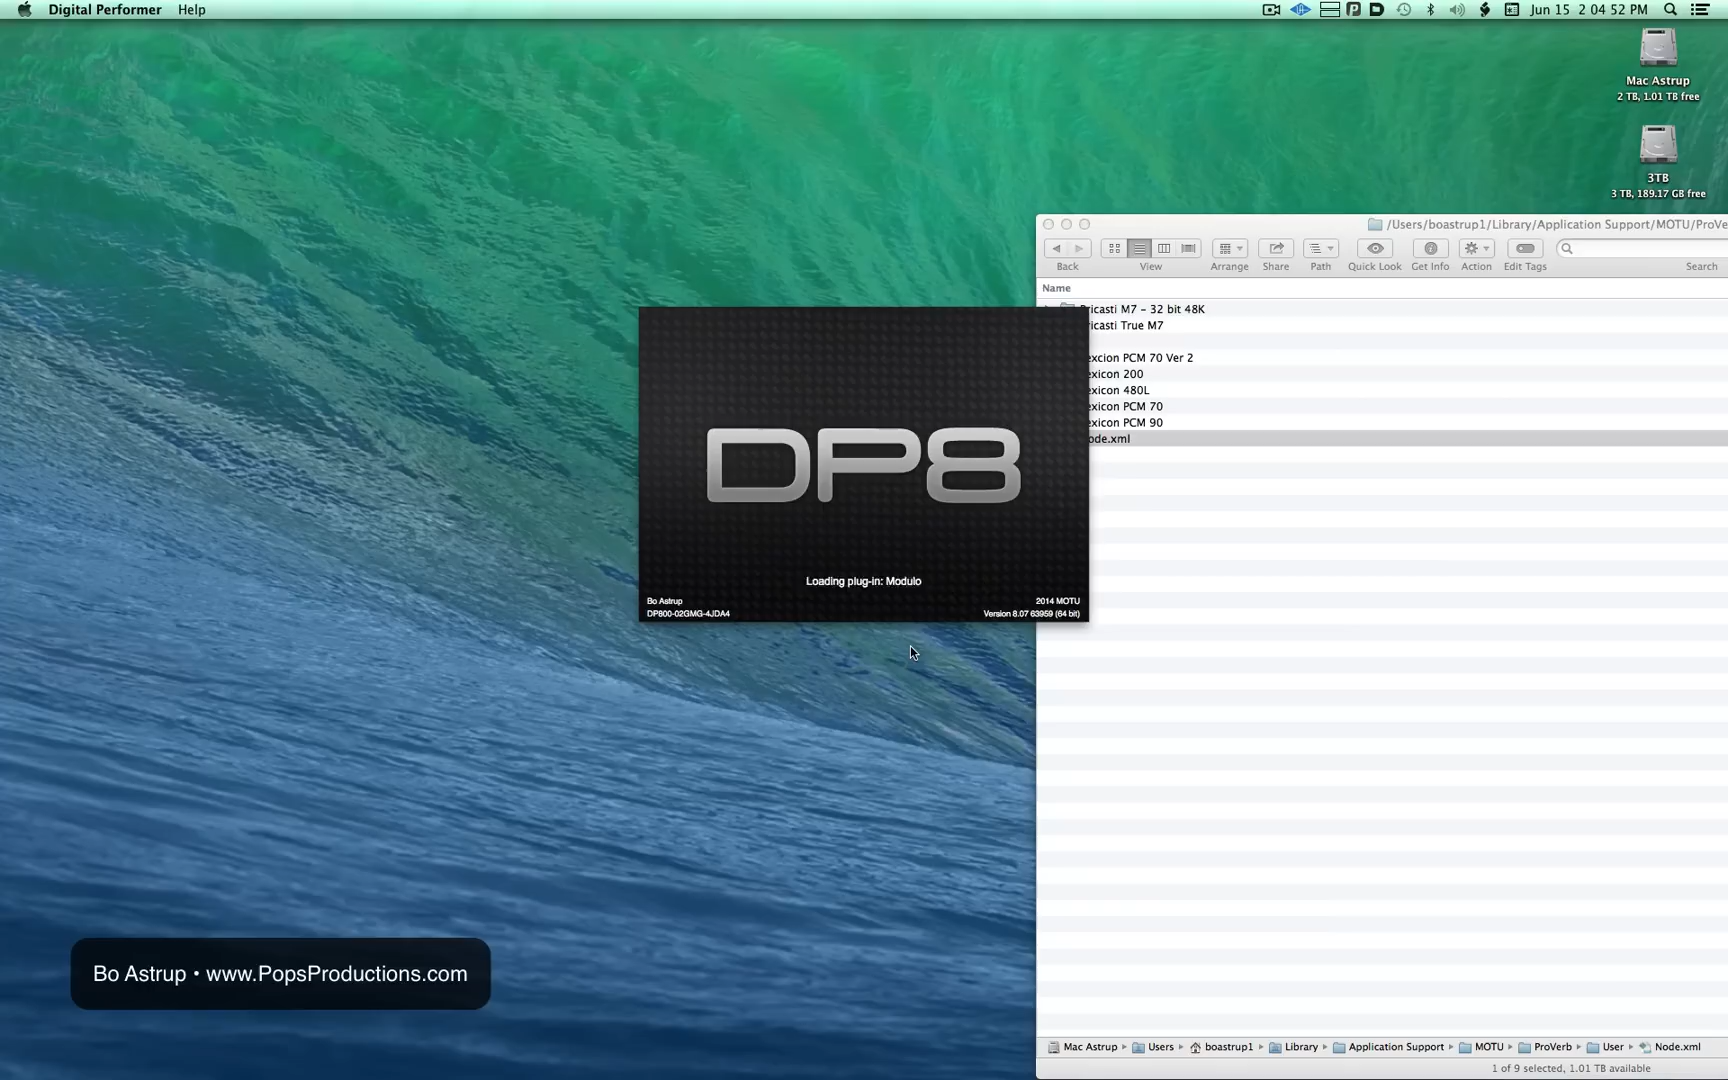 Digital Performer Help
Jun 15 2 04 52 PM
Mac Astrup
2 TB, 1.01 TB free
3TB
3 TB, 189.17 GB free
/Users/boastrup1/Library/Application Support/MOTU/ProVe
Back View Arrange Share Path Quick Look Get Info Action Edit Tags Search
Name
ricasti M7 - 32 bit 48K
ricasti True M7
excion PCM 70 Ver 2
exicon 200
exicon 480L
exicon PCM 70
exicon PCM 90
ode.xml
DP8
Loading plug-in: Modulo
Bo Astrup 2014 MOTU
DP800-02GMG-4JDA4 Version 8.07 63959 (64 bit)
Bo Astrup • www.PopsProductions.com
Mac Astrup Users boastrup1 Library Application Support MOTU ProVerb User Node.xml
1 of 9 selected, 1.01 TB available